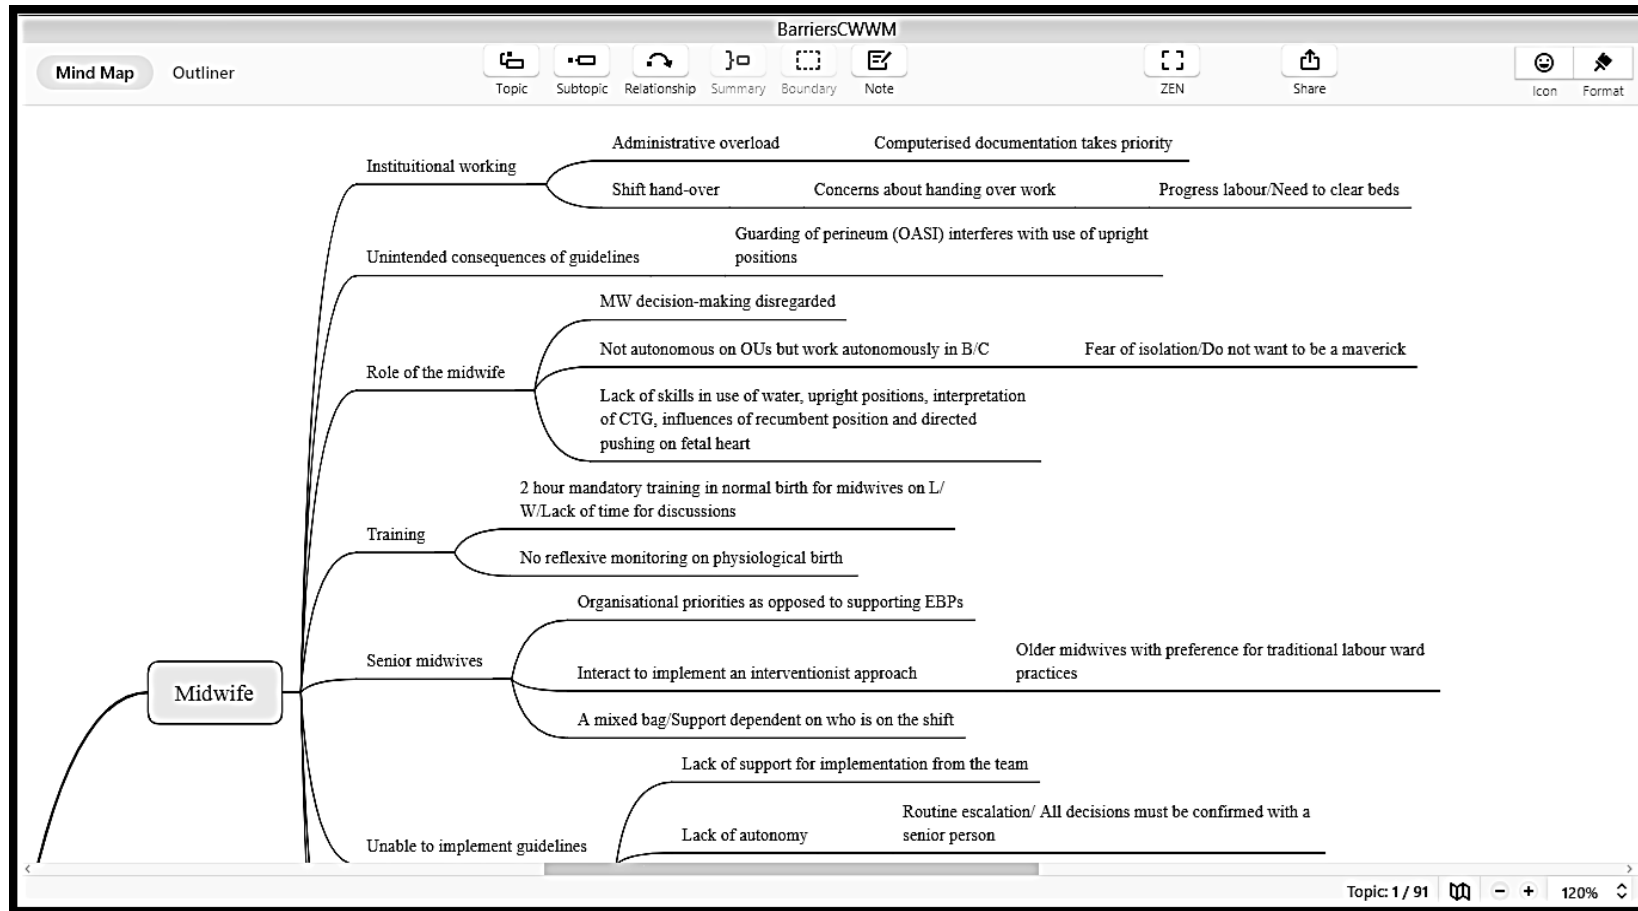 BarriersCWWM
Mind Map
Outliner
Topic
Subtopic
Relationship
Summary
Boundary
Note
ZEN
Share
Icon
Format
Instituitional working
Administrative overload
Computerised documentation takes priority
Shift hand-over
Concerns about handing over work
Progress labour/Need to clear beds
Unintended consequences of guidelines
Guarding of perineum (OASI) interferes with use of upright
positions
Role of the midwife
MW decision-making disregarded
Not autonomous on OUs but work autonomously in B/C
Fear of isolation/Do not want to be a maverick
Lack of skills in use of water, upright positions, interpretation
of CTG, influences of recumbent position and directed
pushing on fetal heart
Training
2 hour mandatory training in normal birth for midwives on L/
W/Lack of time for discussions
No reflexive monitoring on physiological birth
Midwife
Senior midwives
Organisational priorities as opposed to supporting EBPs
Interact to implement an interventionist approach
Older midwives with preference for traditional labour ward
practices
A mixed bag/Support dependent on who is on the shift
Unable to implement guidelines
Lack of support for implementation from the team
Lack of autonomy
Routine escalation/ All decisions must be confirmed with a
senior person
Topic: 1 / 91
120%